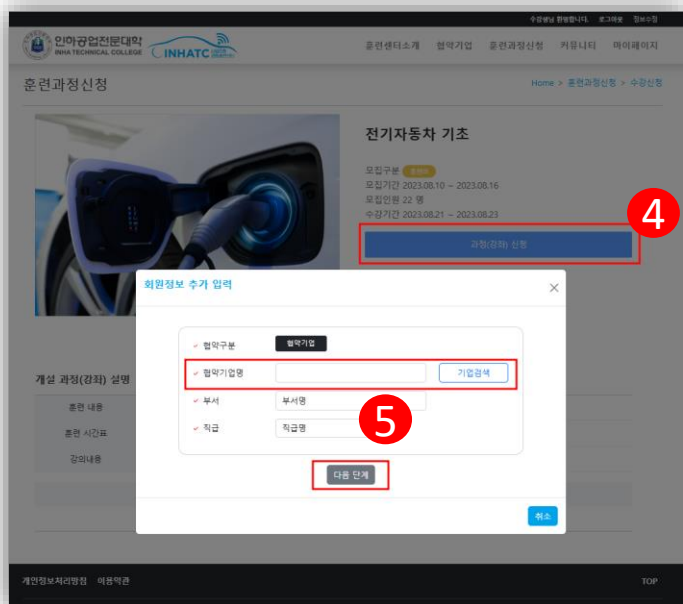 수강생님 환영합니다. 로그아웃 정보수정
인하공업전문대학
INHA TECHNICAL COLLEGE
INHATC
훈련센터소개 협약기업 훈련과정신청 커뮤니티 마이페이지
훈련과정신청
Home > 훈련과정신청 > 수강신청
전기자동차 기초
모집구분
모집기간 2023.08.10 ~ 2023.08.16
모집인원 22 명
수강기간 2023.08.21 ~ 2023.08.23
4
과정(강좌) 신청
회원정보 추가 입력
×
협약구분 협약기업
협약기업명 기업검색
부서 부서명
5
직급 직급명
다음 단계
취소
개설 과정(강좌) 설명
훈련 내용
훈련 시간표
강의내용
개인정보처리방침 이용약관
TOP